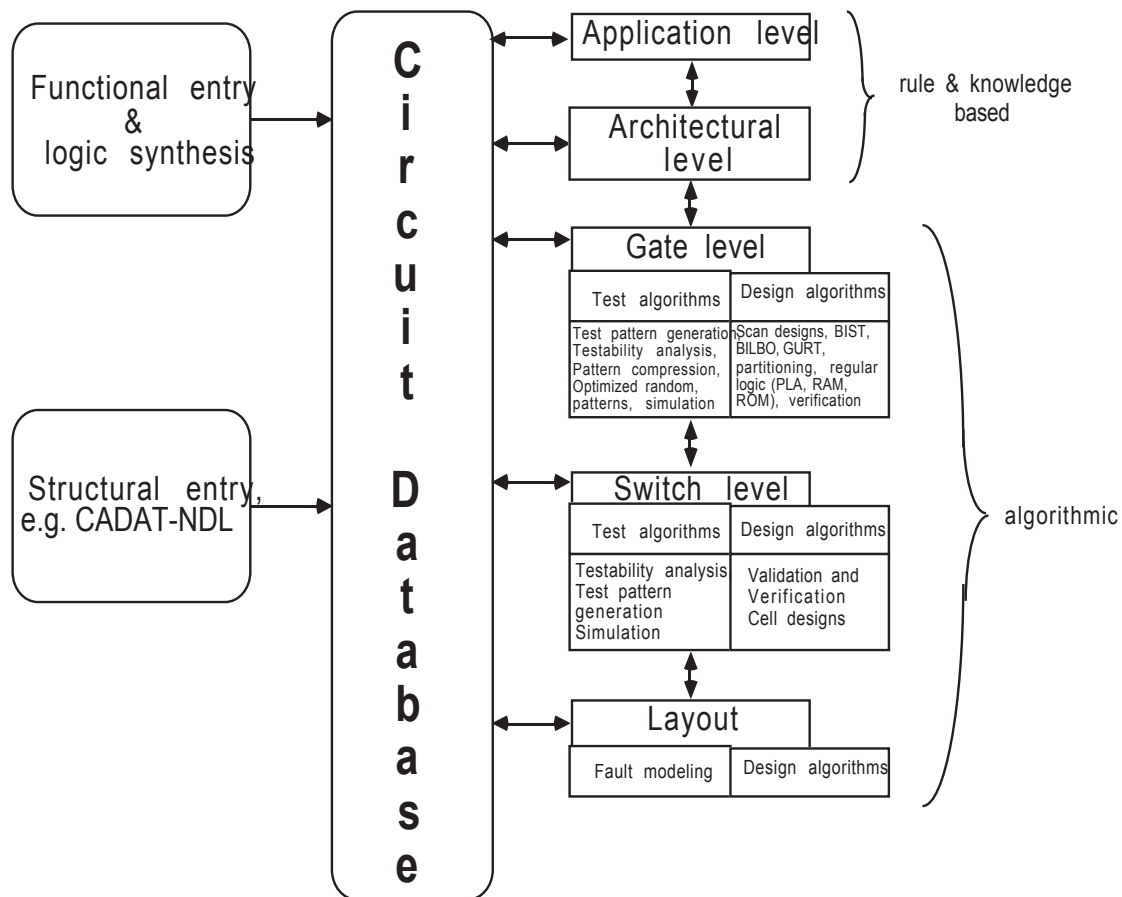 Functional entry
&
logic synthesis
Structural entry,
e.g. CADAT-NDL
Circuit Database
Application level
Architectural
level
rule & knowledge
based
Gate level
Test algorithms
Design algorithms
Test pattern generation,
Testability analysis,
Pattern compression,
Optimized random,
patterns, simulation
Scan designs, BIST,
BILBO, GURT,
partitioning, regular
logic (PLA, RAM,
ROM), verification
Switch level
Test algorithms
Design algorithms
Testability analysis,
Test pattern
generation
Simulation
Validation and
Verification
Cell designs
Layout
Fault modeling
Design algorithms
algorithmic